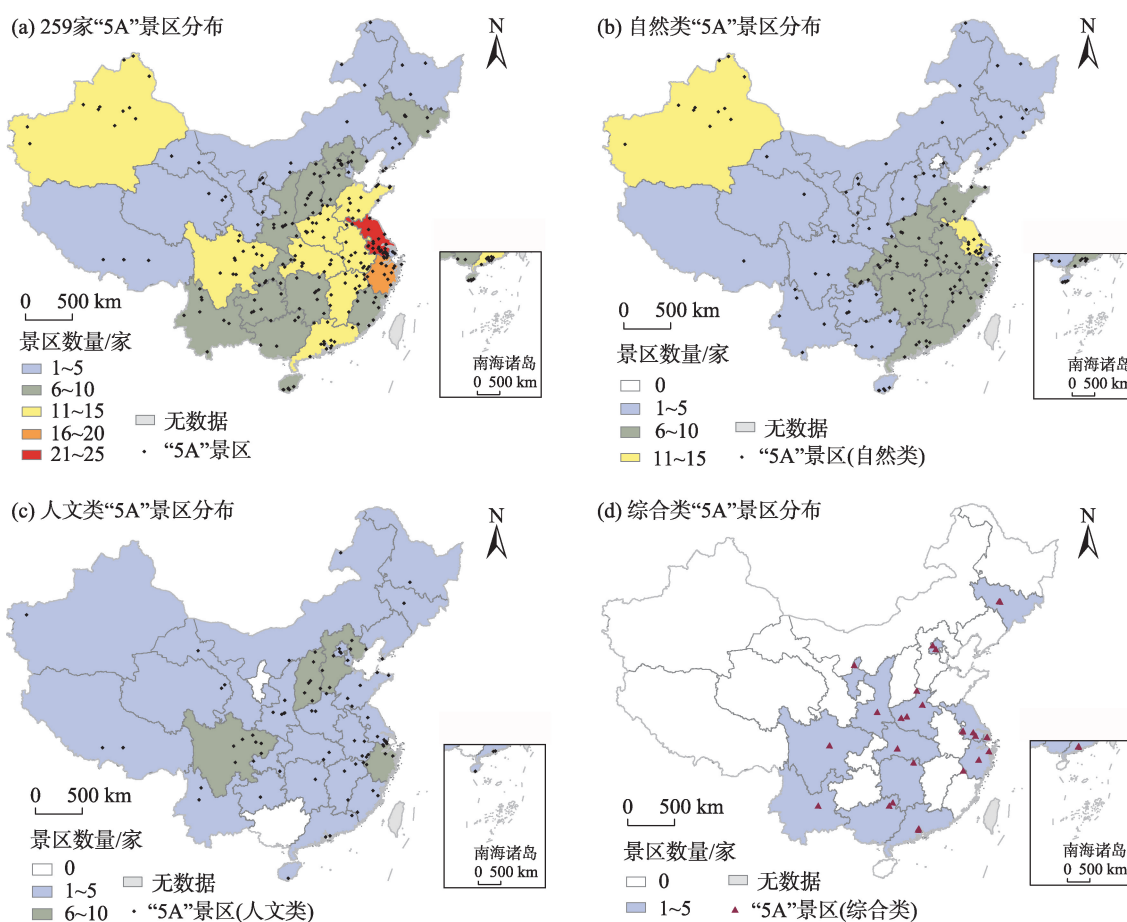 (a) 259家“5A”景区分布
N
0 500 km
景区数量/家
1~5
6~10
11~15
16~20
21~25
无数据
“5A”景区
南海诸岛
0 500 km
(b) 自然类“5A”景区分布
N
0 500 km
景区数量/家
0
1~5
6~10
11~15
无数据
“5A”景区(自然类)
南海诸岛
0 500 km
(c) 人文类“5A”景区分布
N
0 500 km
景区数量/家
0
1~5
6~10
无数据
“5A”景区(人文类)
南海诸岛
0 500 km
(d) 综合类“5A”景区分布
N
0 500 km
景区数量/家
0
1~5
无数据
“5A”景区(综合类)
南海诸岛
0 500 km